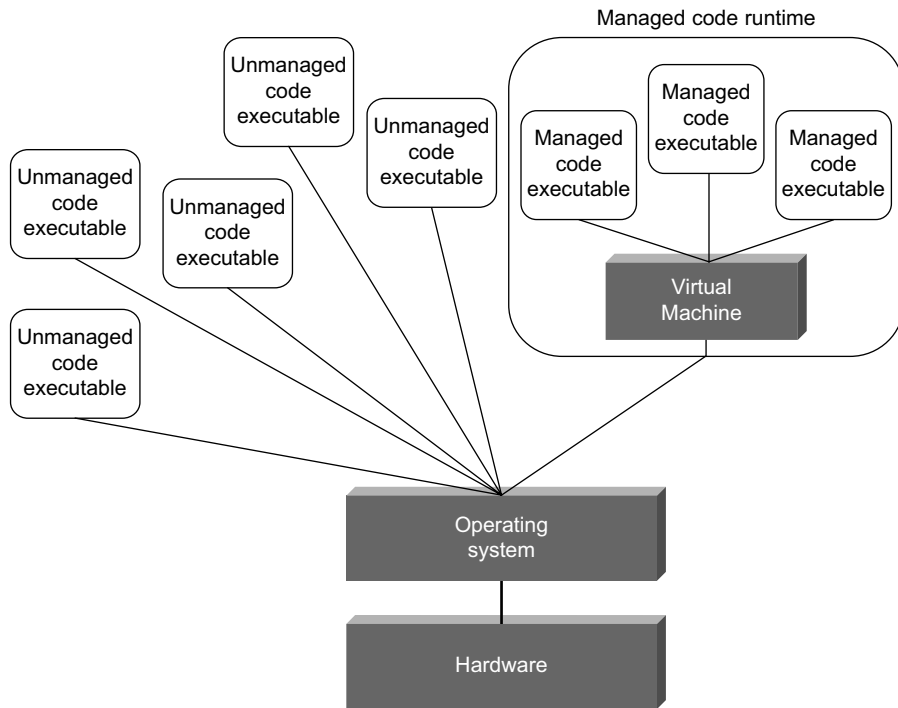 Managed code runtime
Unmanaged
code
executable
Unmanaged
code
executable
Managed
code
executable
Managed
code
executable
Managed
code
executable
Unmanaged
code
executable
Unmanaged
code
executable
Virtual
Machine
Unmanaged
code
executable
Operating
system
Hardware